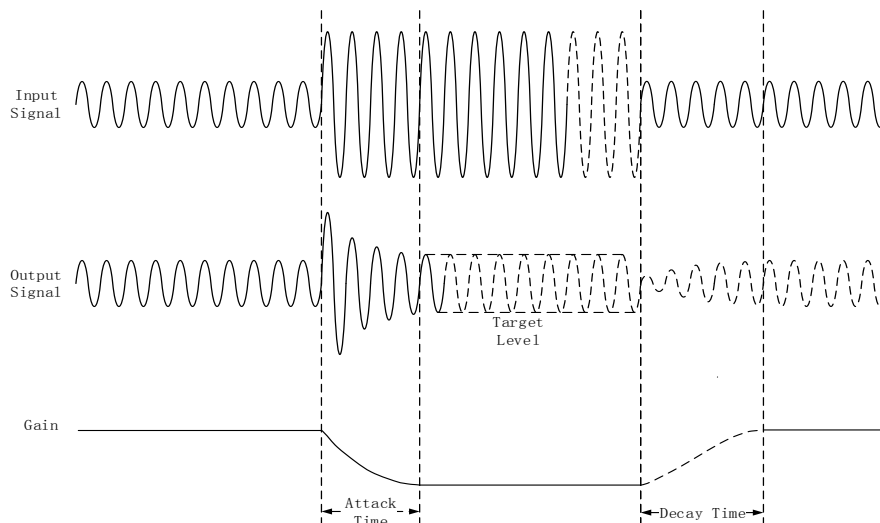 Input
Signal
Output
Signal
Target
Level
Gain
Attack
Time
Decay Time